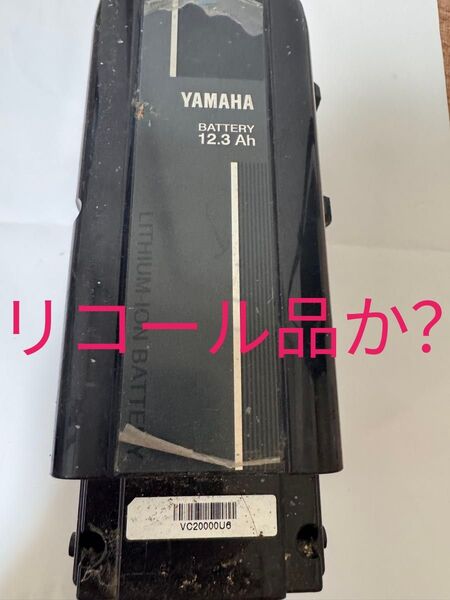 YAMAHA
BATTERY
12.3 Ah
LITHIUM ION BATTERY
リコール品か?
VC20000U6